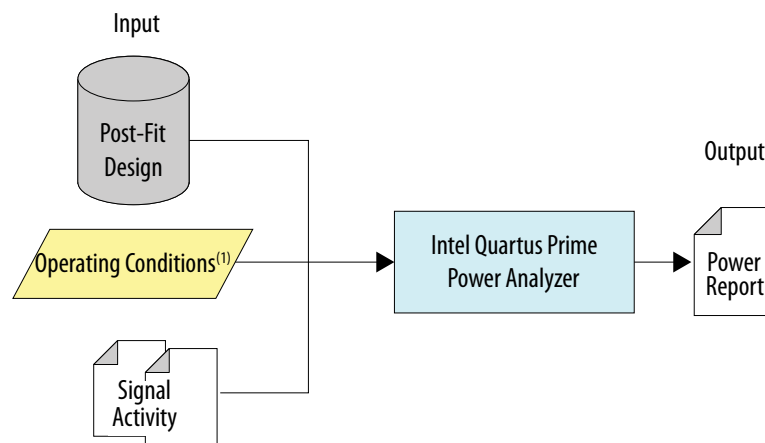 Input
Post-Fit
Design
Operating Conditions(1)
Signal
Activity
Intel Quartus Prime
Power Analyzer
Output
Power
Report